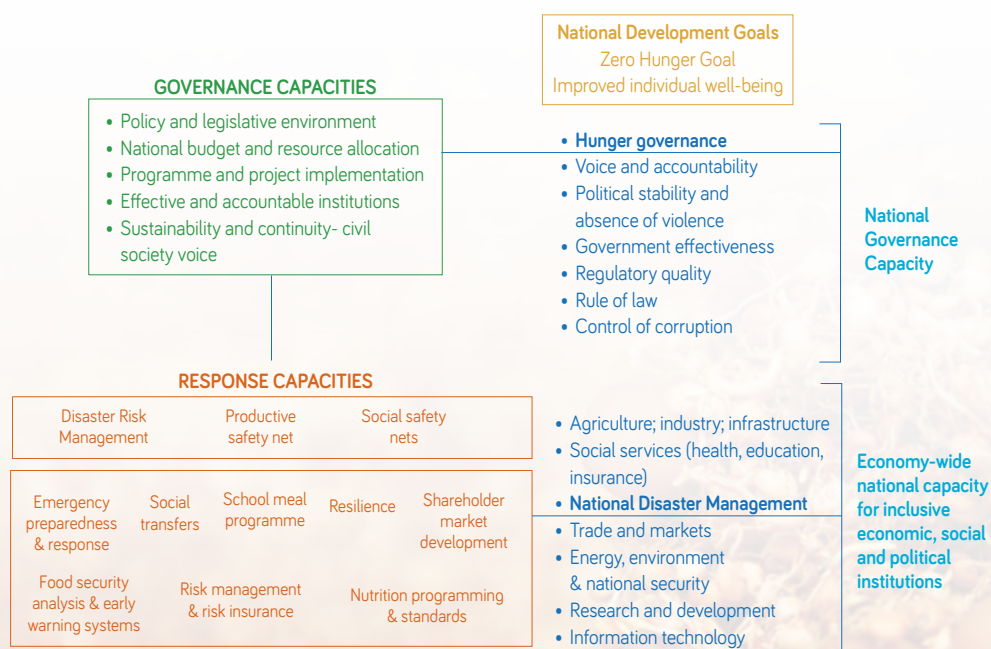 National Development Goals
Zero Hunger Goal
Improved individual well-being
GOVERNANCE CAPACITIES
• Policy and legislative environment
• National budget and resource allocation
• Programme and project implementation
• Effective and accountable institutions
• Sustainability and continuity- civil
society voice
• Hunger governance
• Voice and accountability
• Political stability and
absence of violence
• Government effectiveness
• Regulatory quality
• Rule of law
• Control of corruption
National
Governance
Capacity
RESPONSE CAPACITIES
Disaster Risk
Management
Productive
safety net
Social safety
nets
Emergency
preparedness
& response
Social
transfers
School meal
programme
Resilience
Shareholder
market
development
Food security
analysis & early
warning systems
Risk management
& risk insurance
Nutrition programming
& standards
• Agriculture; industry; infrastructure
• Social services (health, education,
insurance)
• National Disaster Management
• Trade and markets
• Energy, environment
& national security
• Research and development
• Information technology
Economy-wide
national capacity
for inclusive
economic, social
and political
institutions